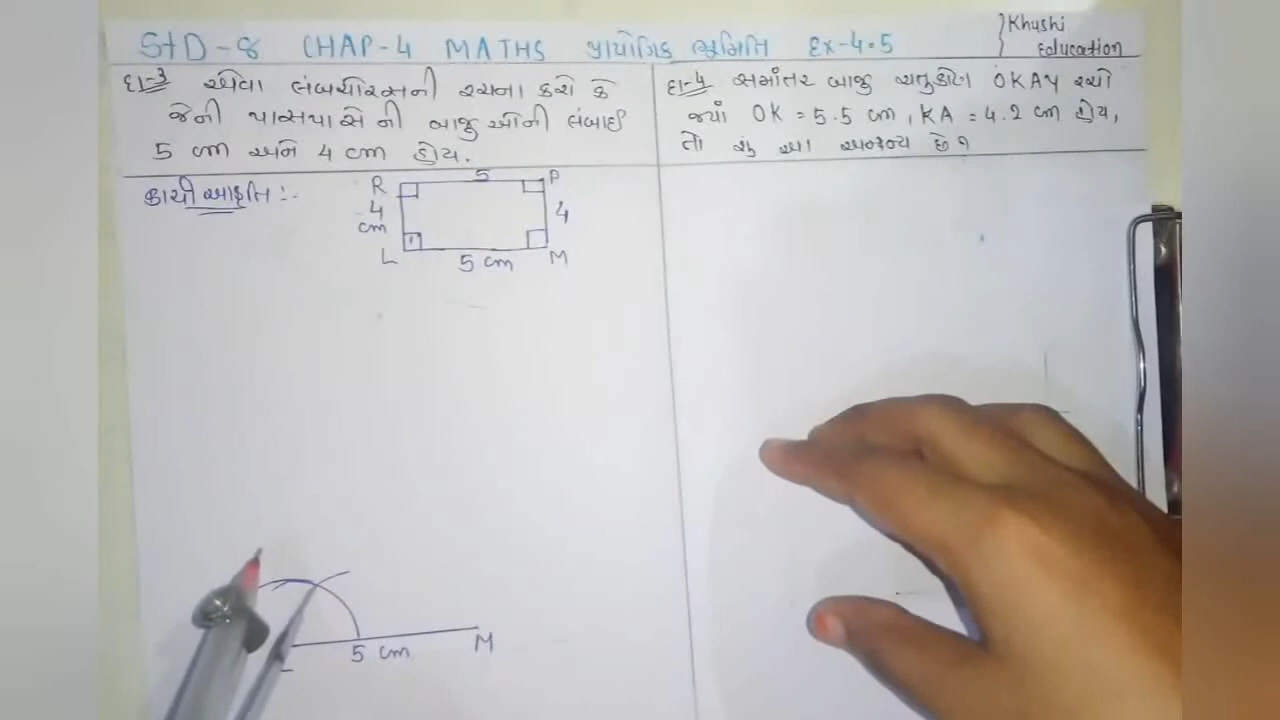 STD-8 CHAP-4 MATHS પ્રાયોગિક ભૂમિતિ Ex-4.5
Khushi
Education
દા-3 એવા લંબચોરસની રચના કરો કે
જેની પાસપાસેની બાજુઓની લંબાઈ
5 cm અને 4 cm હોય.
દા-4 સમાંતર બાજુ ચતુષ્કોણ OKAY રચો
જ્યાં OK = 5.5 cm, KA = 4.2 cm હોય,
તો શું આ અનન્ય છે?
કાચી આકૃતિ :-
R 5 P
4 4
cm
L 5 cm M
5 cm M